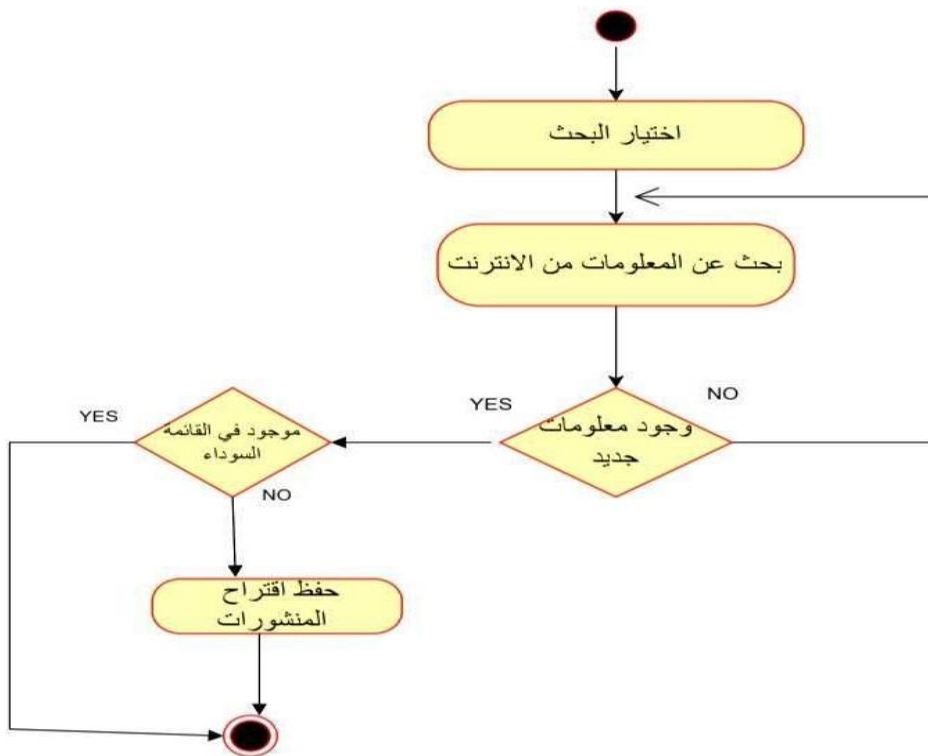 اختيار البحث
بحث عن المعلومات من الانترنت
NO
YES
وجود معلومات
جديد
YES
موجود في القائمة
السوداء
NO
حفظ اقتراح
المنشورات